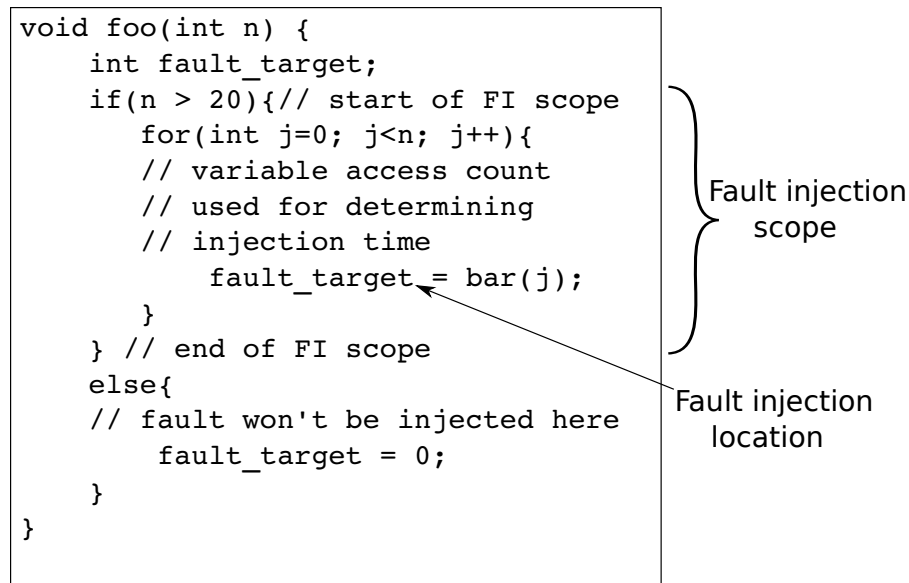 void foo(int n) {
    int fault_target;
    if(n > 20){// start of FI scope
       for(int j=0; j<n; j++){
       // variable access count
       // used for determining
       // injection time
           fault_target = bar(j);
       }
    } // end of FI scope
    else{
    // fault won't be injected here
        fault_target = 0;
    }
}
Fault injection
scope
Fault injection
location